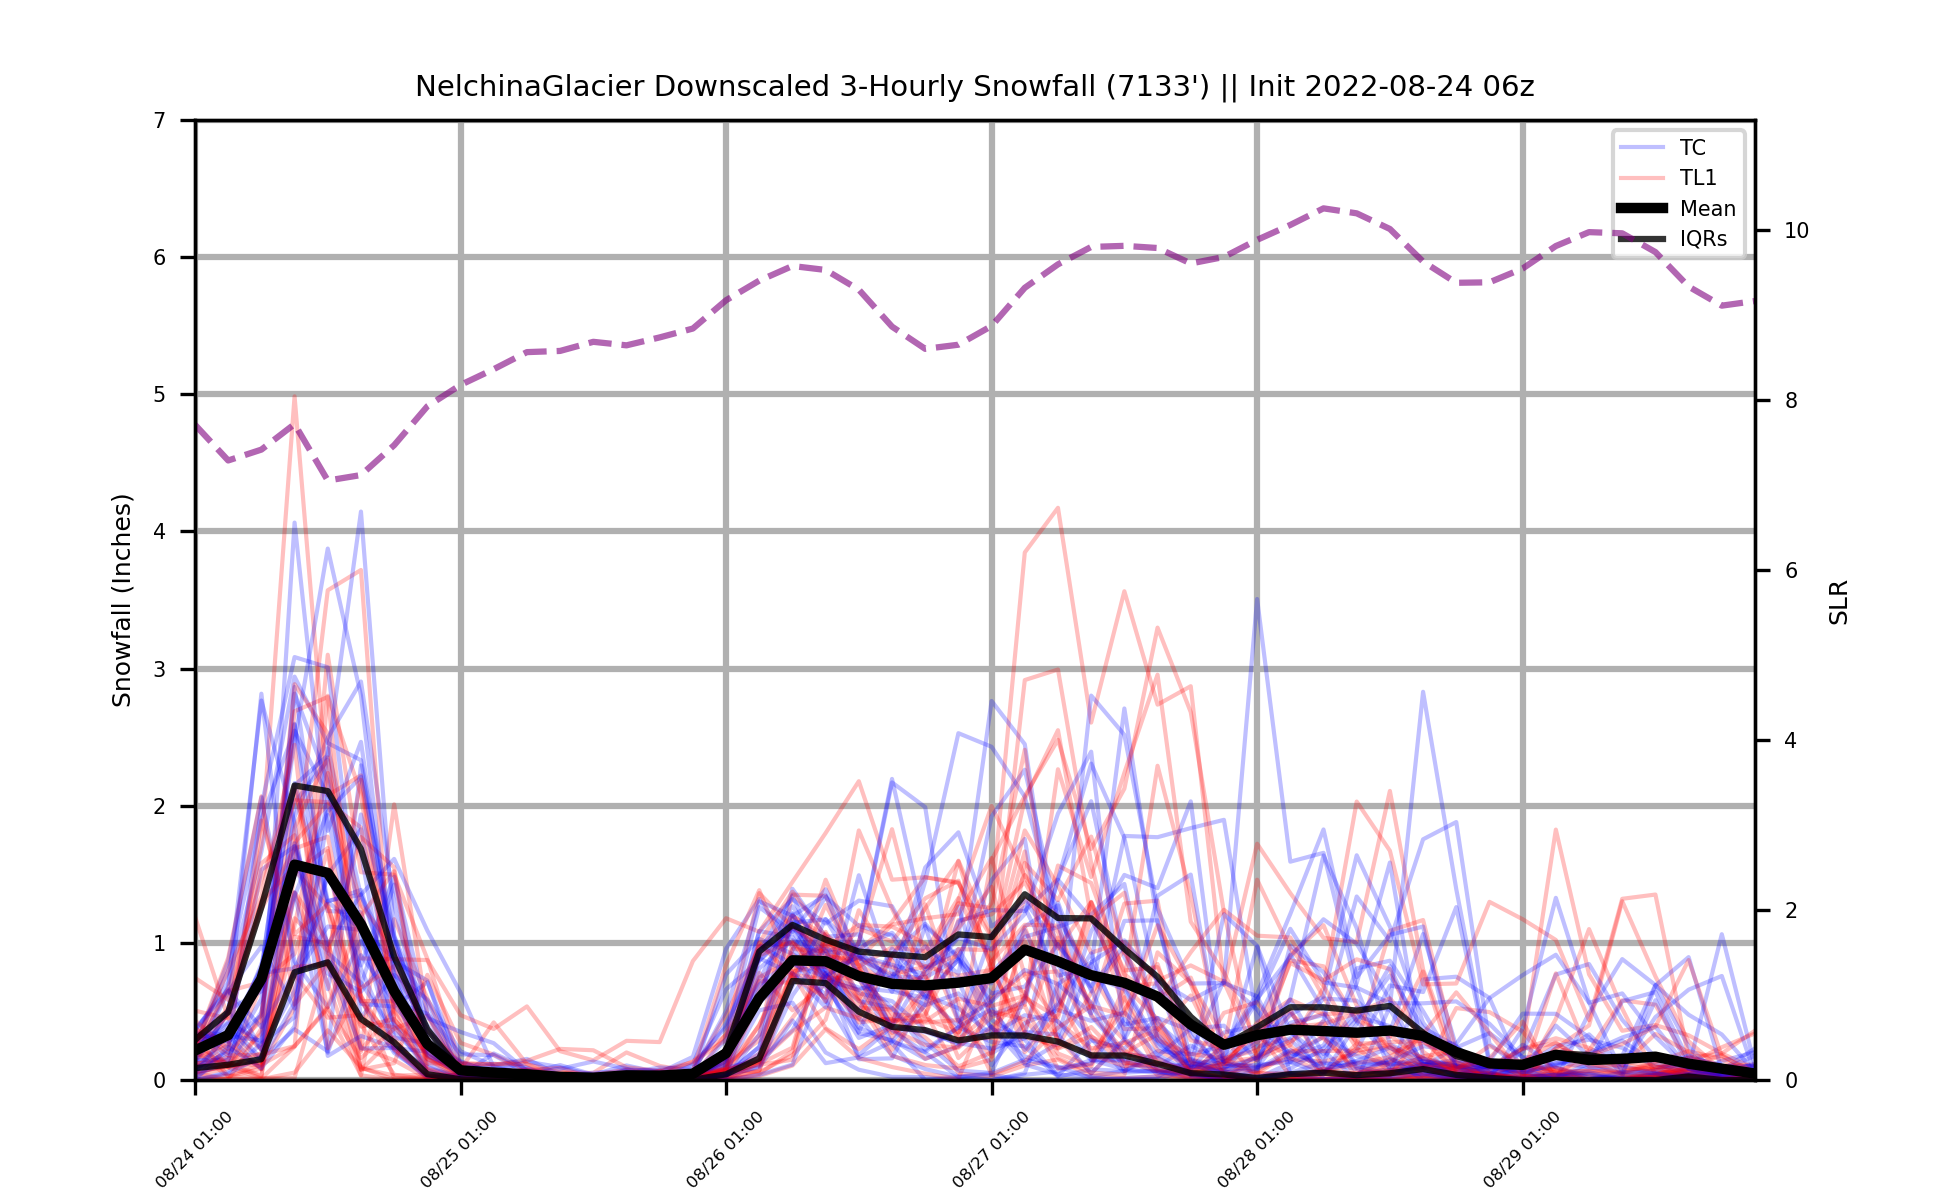 NelchinaGlacier Downscaled 3-Hourly Snowfall (7133') || Init 2022-08-24 06z
TC
TL1
Mean
IQRs
Snowfall (Inches)
7
6
5
4
3
2
1
0
SLR
10
8
6
4
2
0
08/24 01:00
08/25 01:00
08/26 01:00
08/27 01:00
08/28 01:00
08/29 01:00